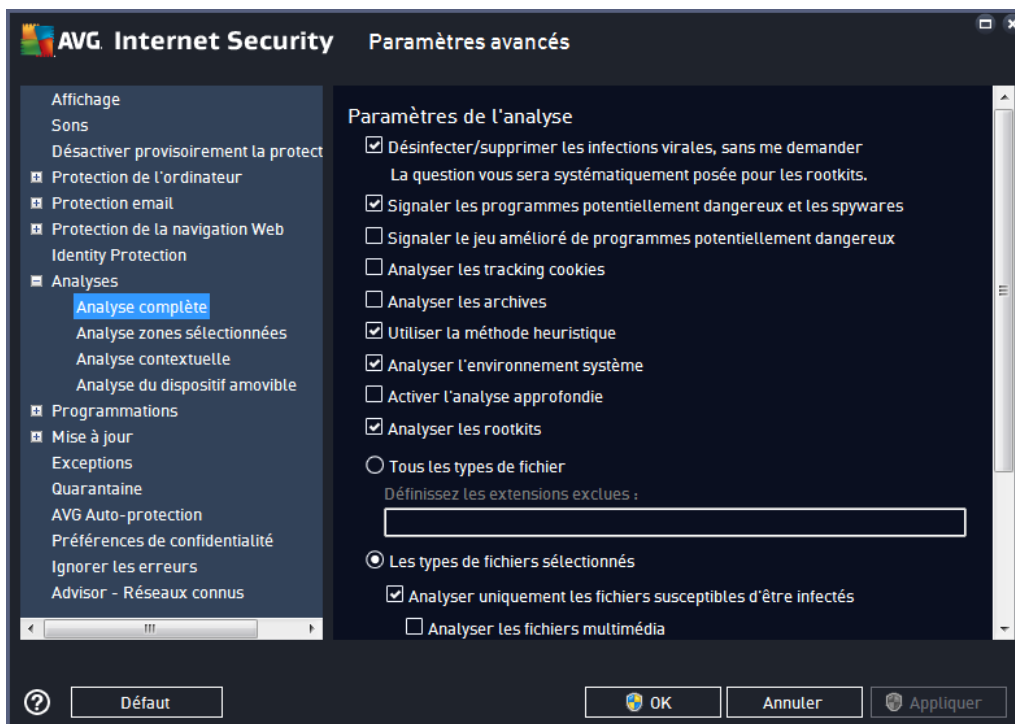 AVG. Internet Security
Paramètres avancés
Affichage
Sons
Désactiver provisoirement la protect
Protection de l'ordinateur
Protection email
Protection de la navigation Web
Identity Protection
Analyses
Analyse complète
Analyse zones sélectionnées
Analyse contextuelle
Analyse du dispositif amovible
Programmations
Mise à jour
Exceptions
Quarantaine
AVG Auto-protection
Préférences de confidentialité
Ignorer les erreurs
Advisor - Réseaux connus
Paramètres de l'analyse
Désinfecter/supprimer les infections virales, sans me demander
La question vous sera systématiquement posée pour les rootkits.
Signaler les programmes potentiellement dangereux et les spywares
Signaler le jeu amélioré de programmes potentiellement dangereux
Analyser les tracking cookies
Analyser les archives
Utiliser la méthode heuristique
Analyser l'environnement système
Activer l'analyse approfondie
Analyser les rootkits
Tous les types de fichier
Définissez les extensions exclues :
Les types de fichiers sélectionnés
Analyser uniquement les fichiers susceptibles d'être infectés
Analyser les fichiers multimédia
?
Défaut
OK
Annuler
Appliquer